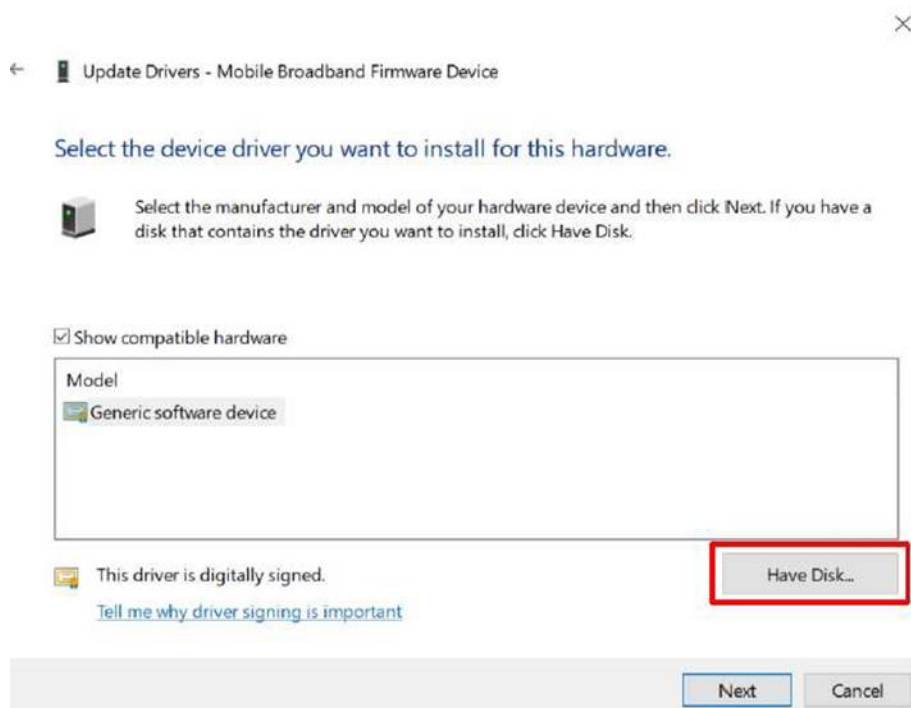 Update Drivers - Mobile Broadband Firmware Device
Select the device driver you want to install for this hardware.
Select the manufacturer and model of your hardware device and then click Next. If you have a
disk that contains the driver you want to install, click Have Disk.
Show compatible hardware
Model
Generic software device
This driver is digitally signed.
Have Disk...
Tell me why driver signing is important
Next
Cancel